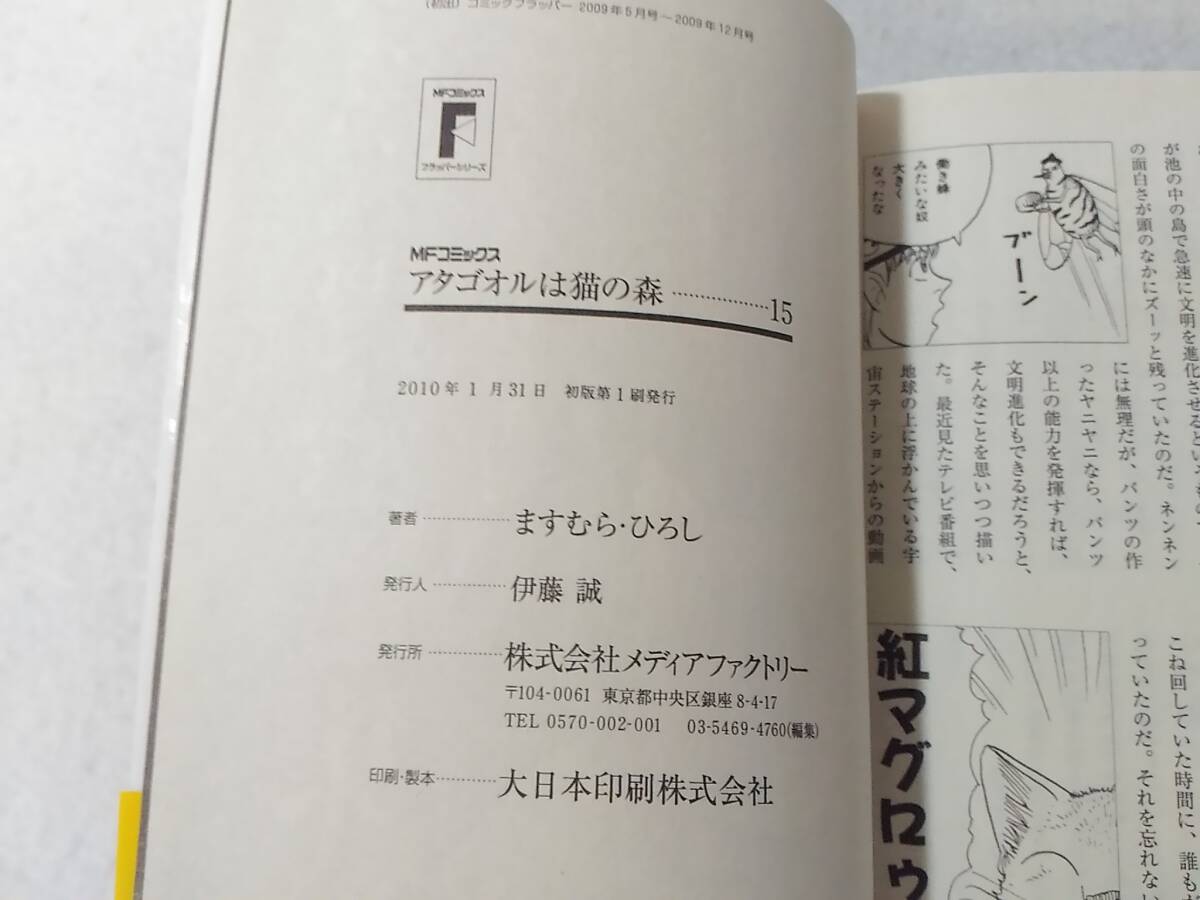 (初出) コミックフラッパー 2009年5月号〜2009年12月号
MFコミックス
フラッパーシリーズ
MFコミックス
アタゴオルは猫の森………………15
2010年1月31日 初版第1刷発行
著者………………ますむら・ひろし
発行人……………伊藤 誠
発行所……………株式会社メディアファクトリー
〒104-0061 東京都中央区銀座8-4-17
TEL 0570-002-001 03-5469-4760(編集)
印刷・製本…………大日本印刷株式会社
働き蜂
みたいな奴
大きく
なったな
ブーン
が池の中の島で急速に文明を進化させると
の面白さが頭のなかにズーッと残っていたのだ。ネンネン
には無理だが、パンツの作
ったヤニヤニなら、パンツ
以上の能力を発揮すれば、
文明進化もできるだろうと、
そんなことを思いつつ描い
た。最近見たテレビ番組で、
地球の上に浮かんでいる宇
宙ステーションからの動画
こね回していた時間に、誰も
っていたのだ。それを忘れない
紅マグロゥ